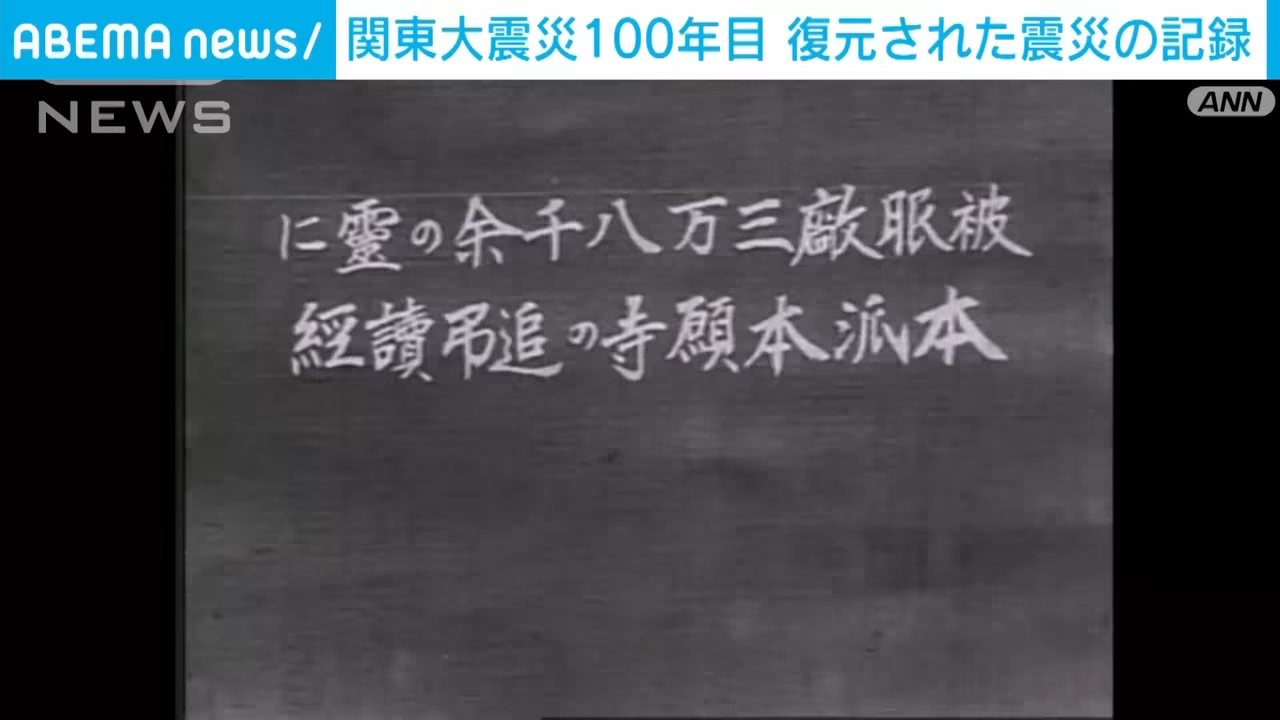 ABEMA news/
関東大震災100年目 復元された震災の記録
NEWS
ANN
被服廠三万八千余の靈に
本派本願寺の追弔讀經